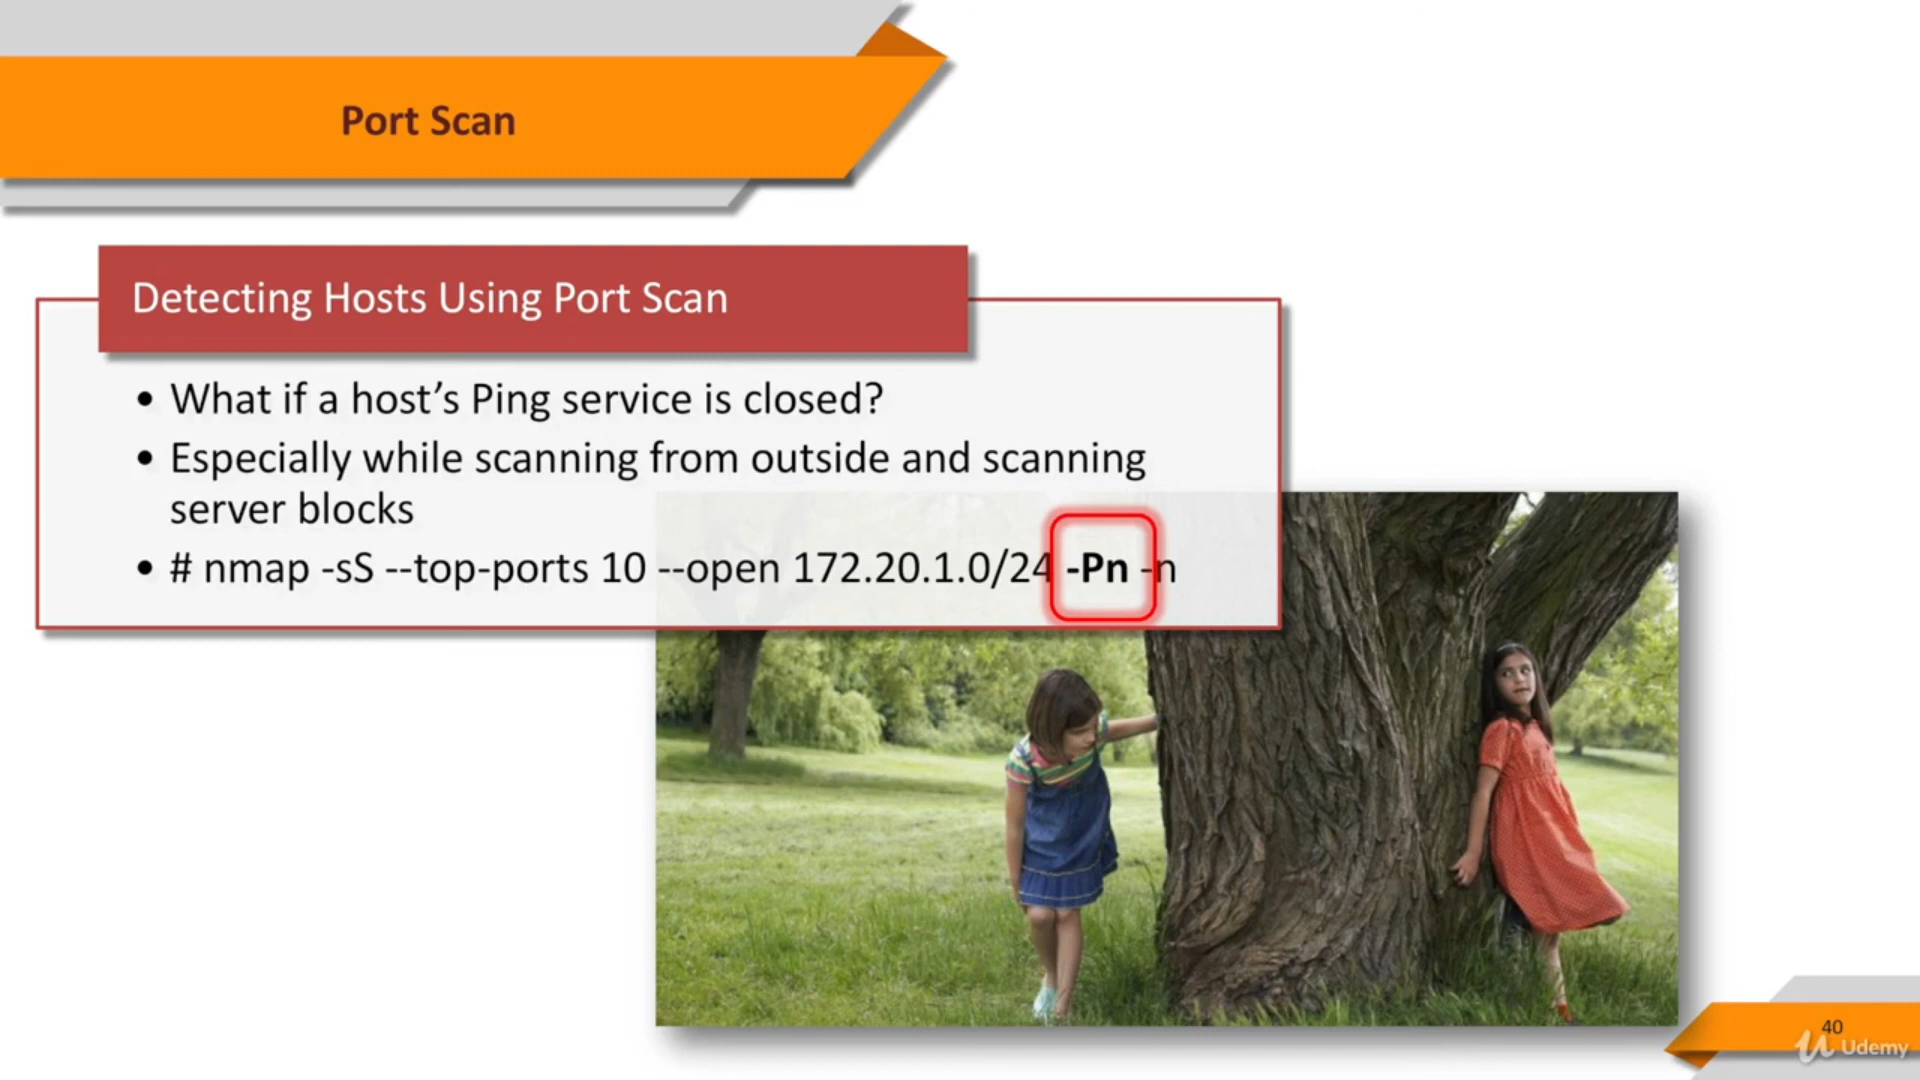 Port Scan
Detecting Hosts Using Port Scan
• What if a host’s Ping service is closed?
• Especially while scanning from outside and scanning
server blocks
• # nmap -sS --top-ports 10 --open 172.20.1.0/24 -Pn -n
40
Udemy